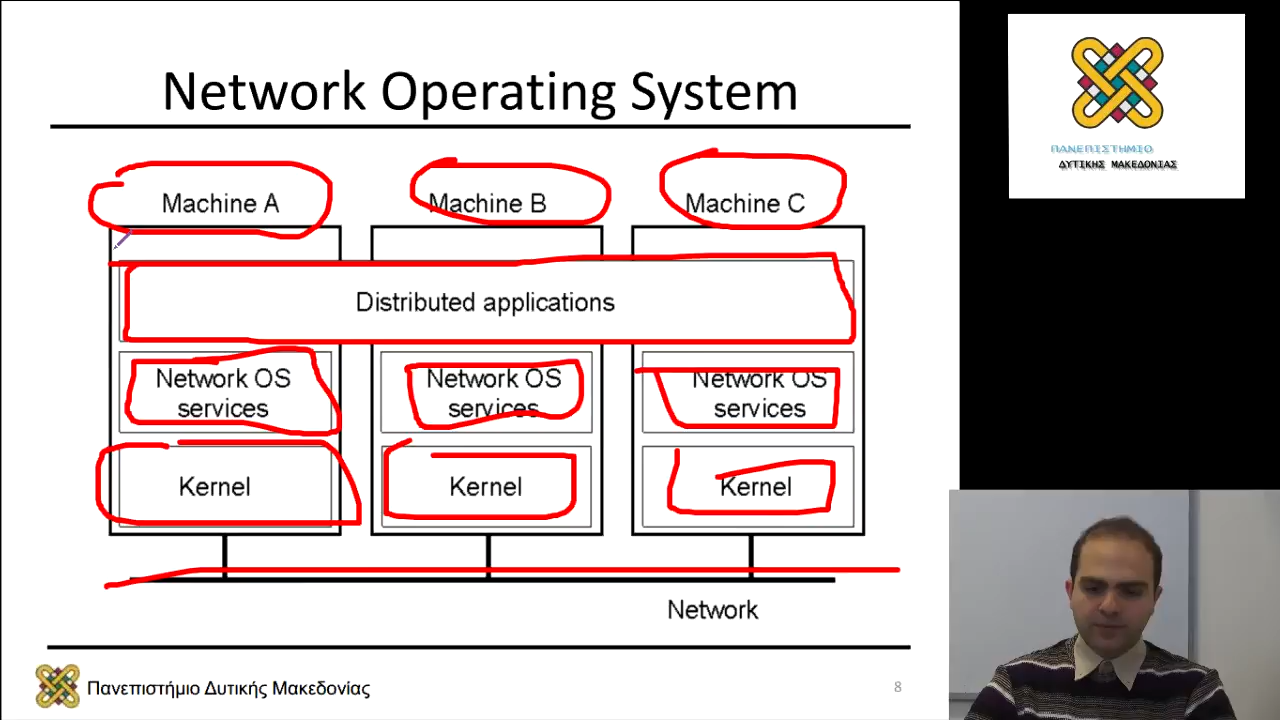 Network Operating System
Machine A
Machine B
Machine C
Distributed applications
Network OS
services
Network OS
services
Network OS
services
Kernel
Kernel
Kernel
Network
Πανεπιστήμιο Δυτικής Μακεδονίας
8
ΠΑΝΕΠΙΣΤΗΜΙΟ
ΔΥΤΙΚΗΣ ΜΑΚΕΔΟΝΙΑΣ